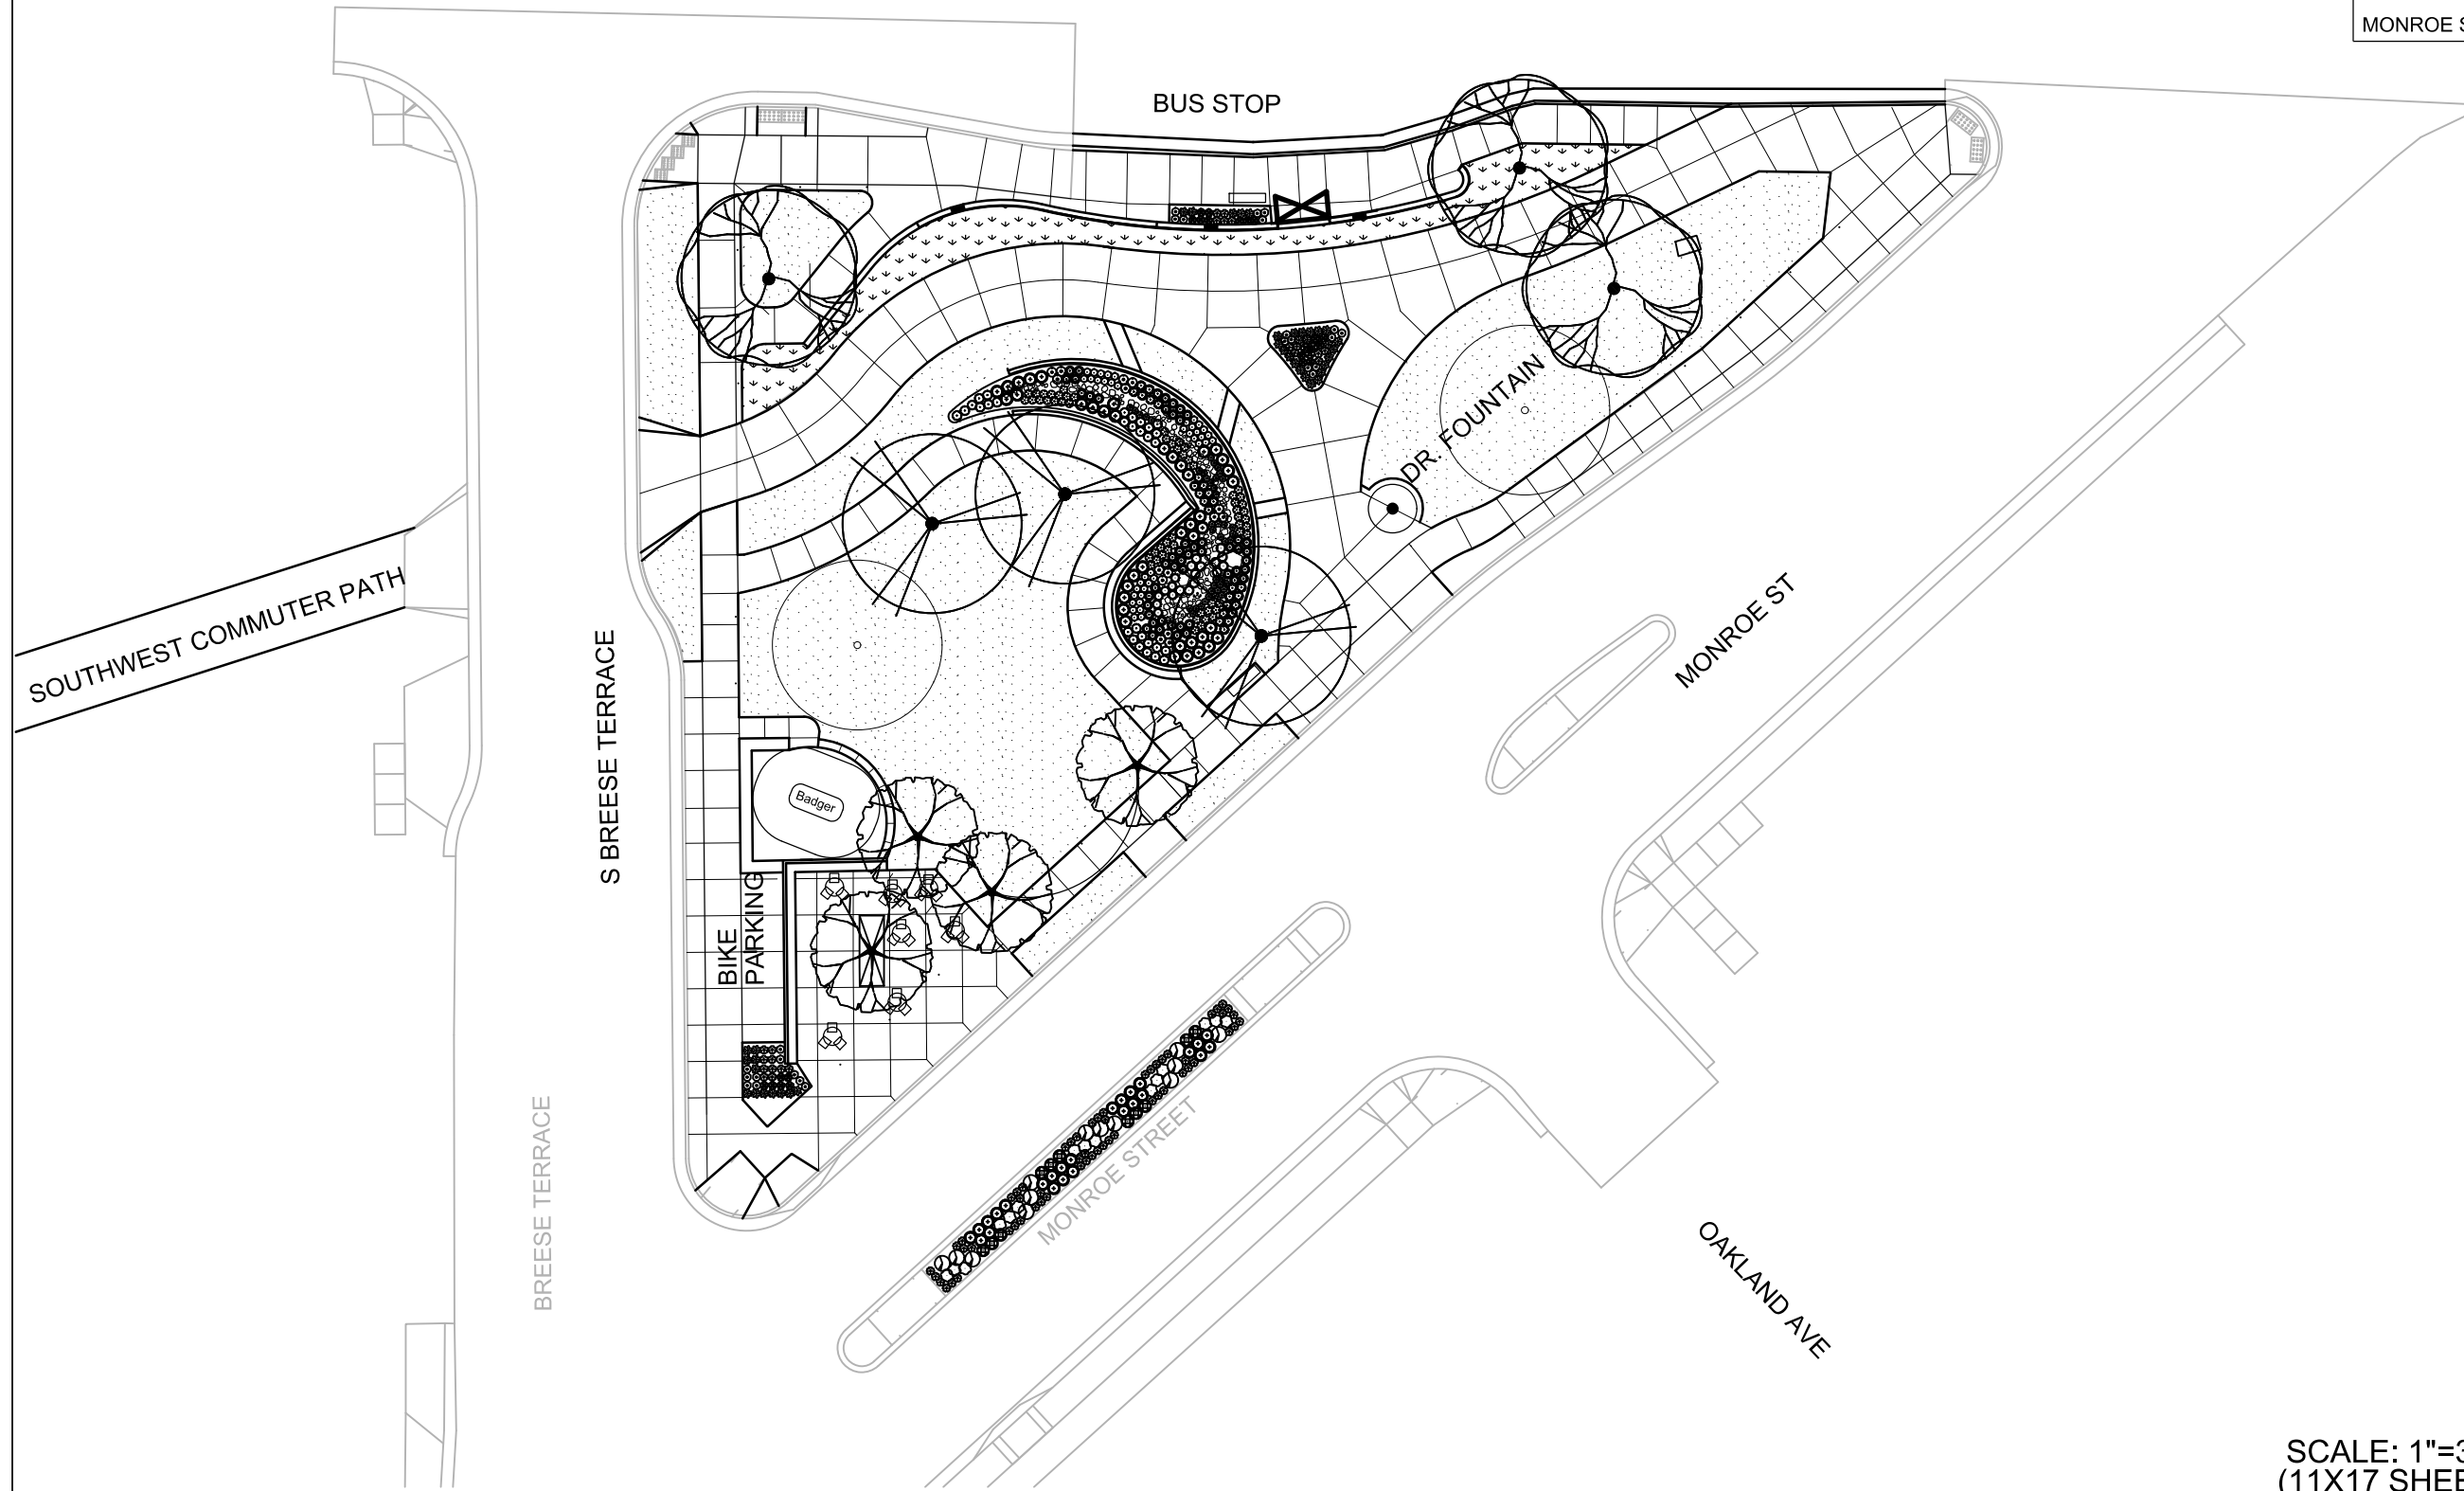 MONROE S
BUS STOP
DR. FOUNTAIN
SOUTHWEST COMMUTER PATH
S BREESE TERRACE
MONROE ST
Badger
BIKE
PARKING
BREESE TERRACE
MONROE STREET
OAKLAND AVE
SCALE: 1"=3
(11X17 SHEE